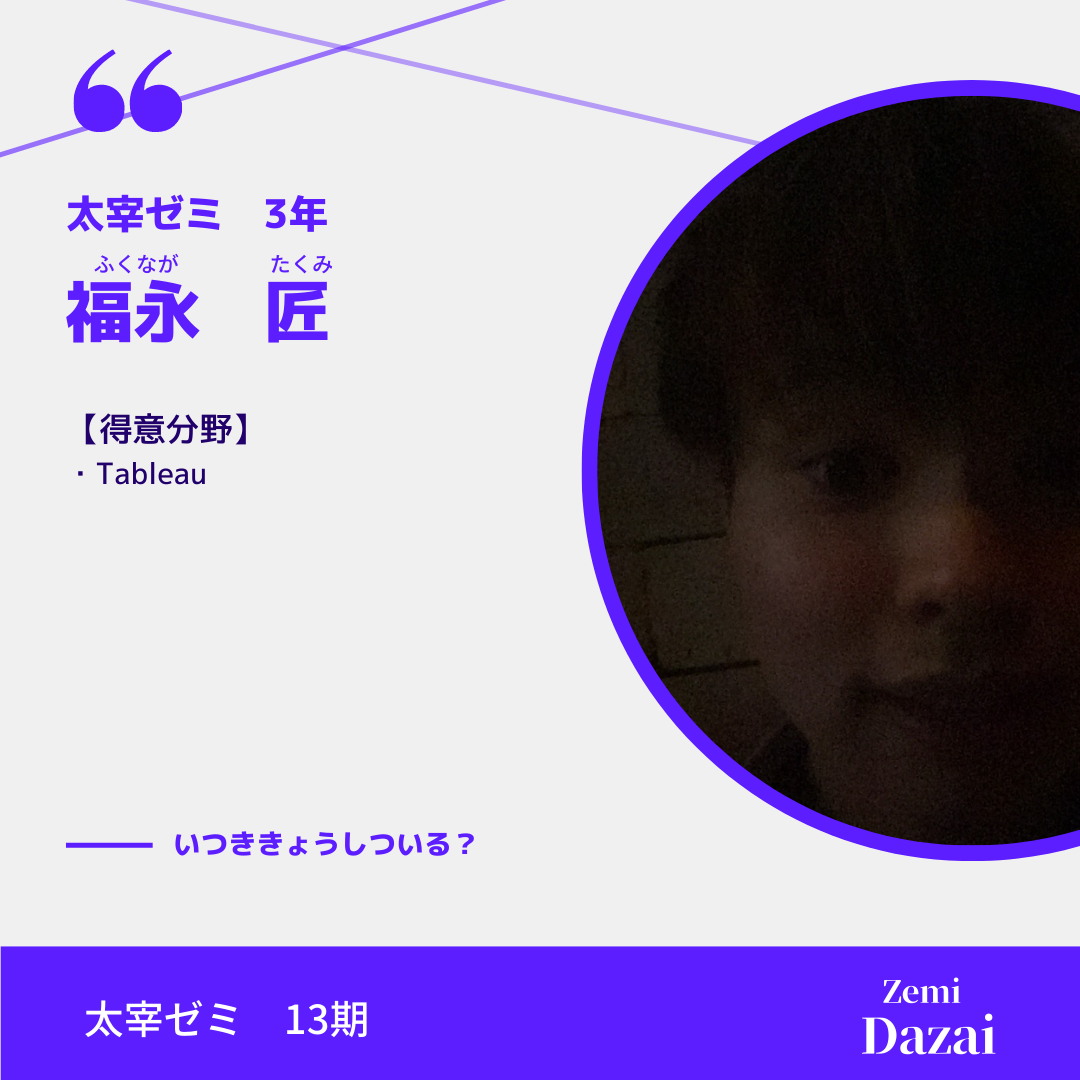 “
太宰ゼミ　3年
ふくなが　たくみ
福永　匠
【得意分野】
・Tableau
いつききょうしついる？
太宰ゼミ　13期
Zemi
Dazai